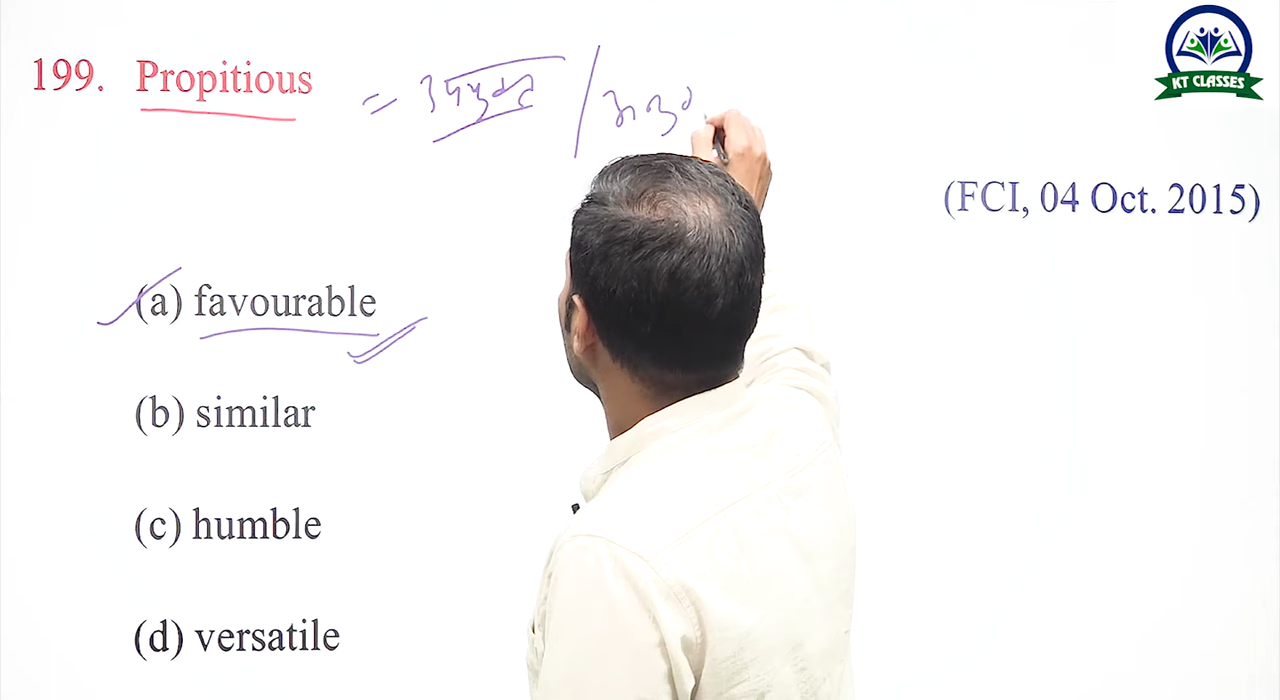 KT CLASSES
199. Propitious = उपयुक्त /
(FCI, 04 Oct. 2015)
(a) favourable
(b) similar
(c) humble
(d) versatile